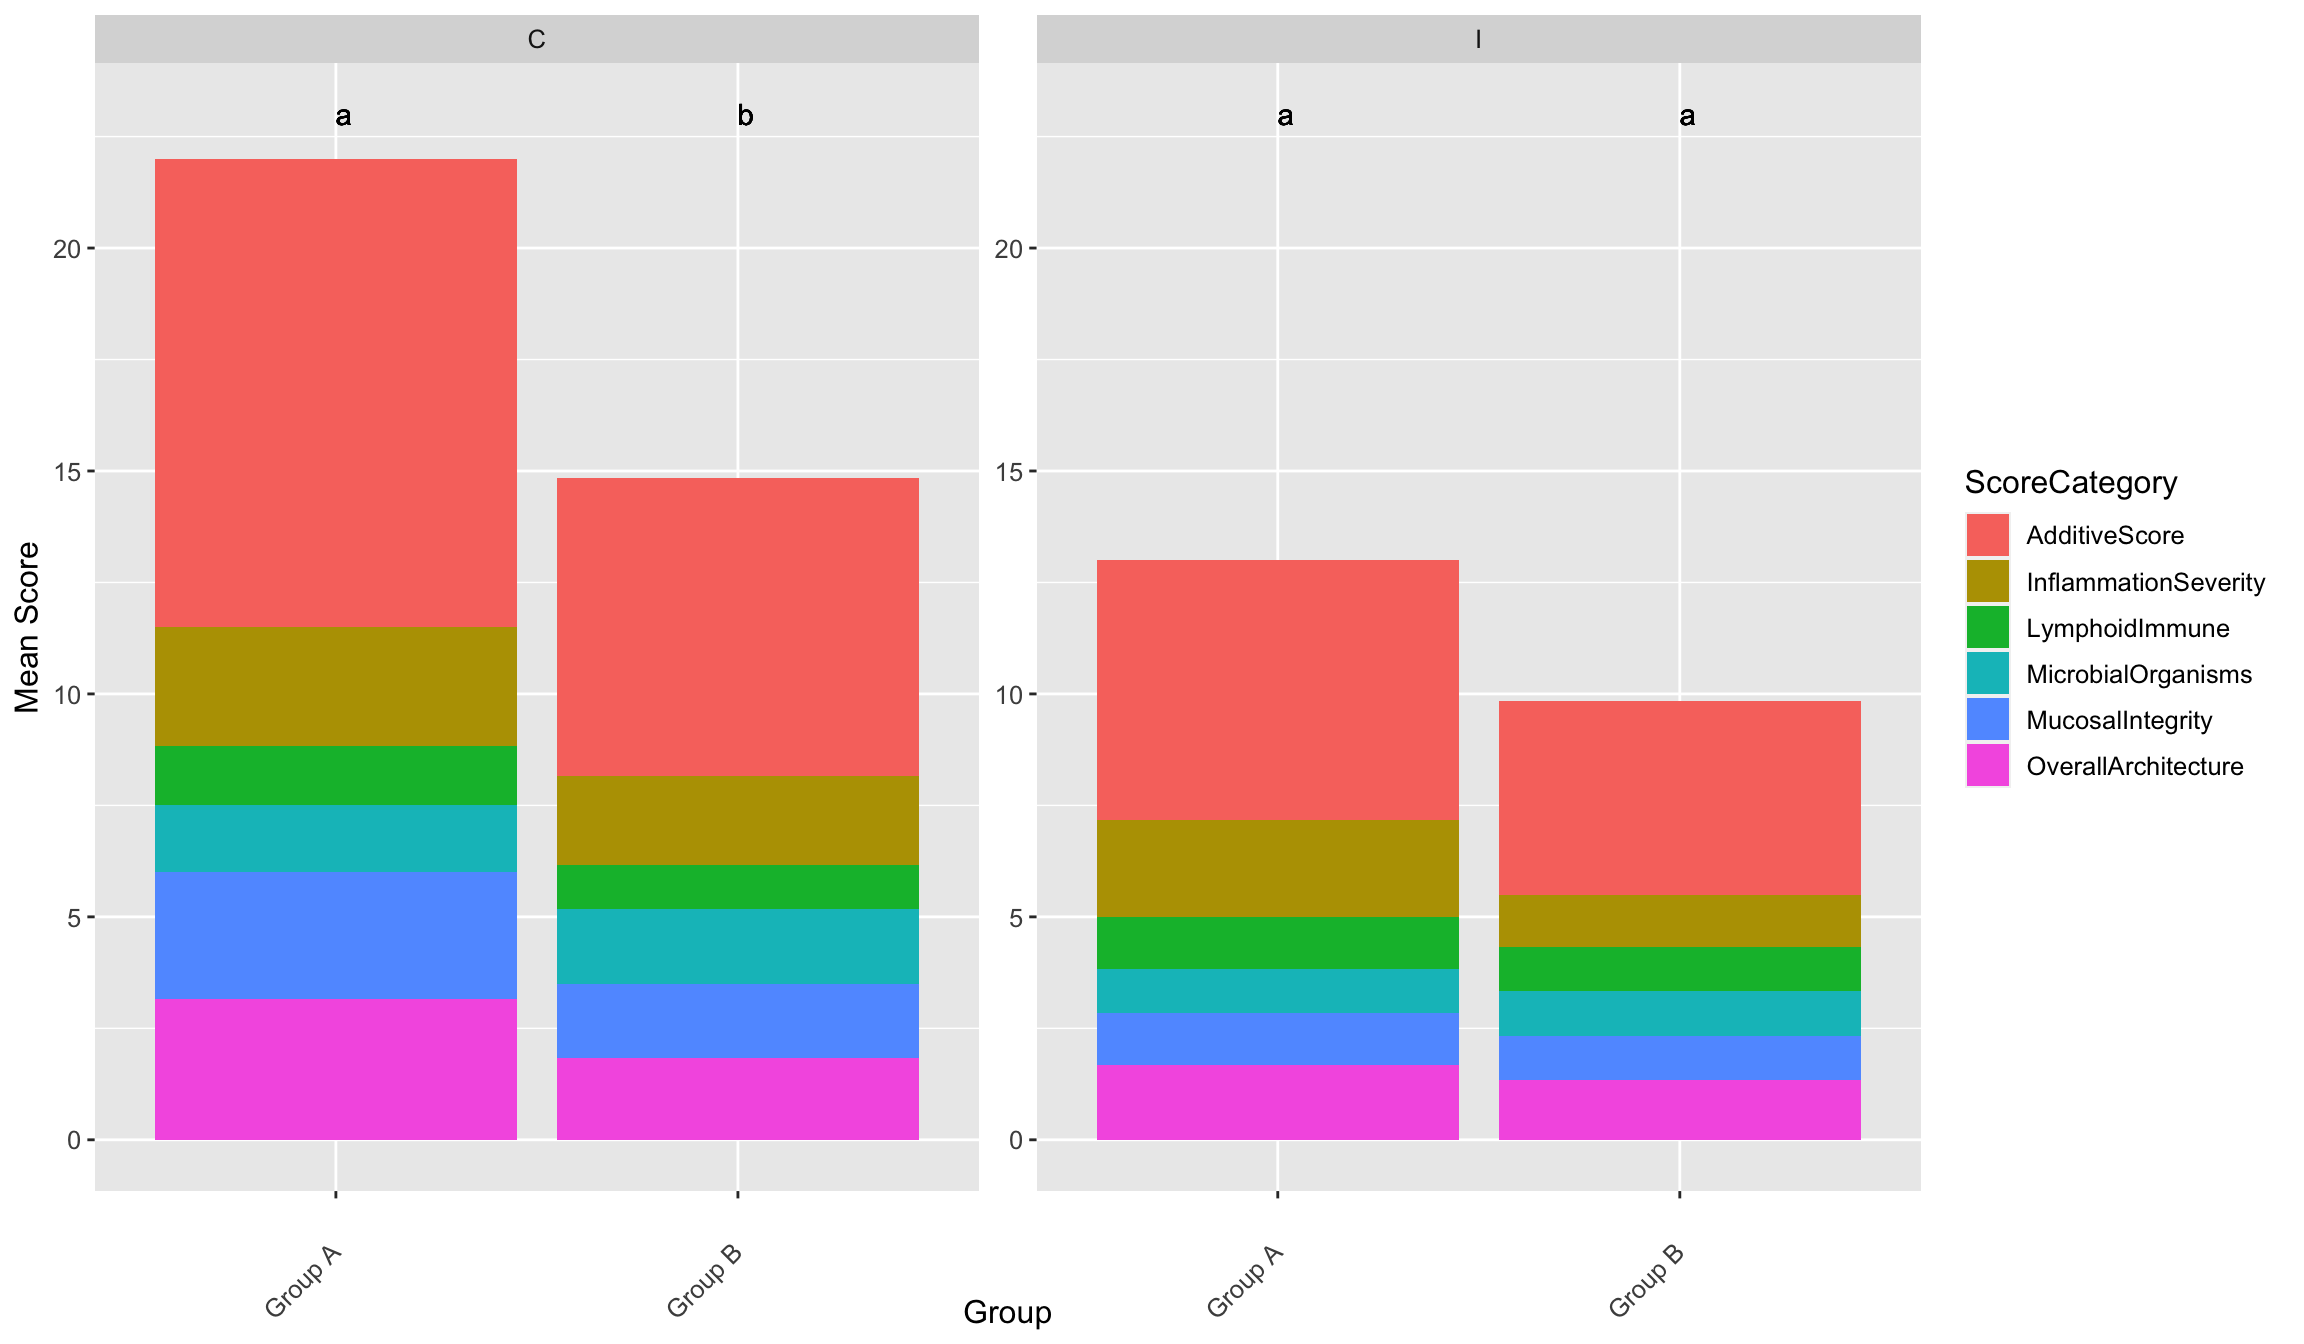 C
I
a
b
a
a
20
15
10
5
0
20
15
10
5
0
Mean Score
Group A
Group B
Group A
Group B
Group
ScoreCategory
AdditiveScore
InflammationSeverity
LymphoidImmune
MicrobialOrganisms
MucosalIntegrity
OverallArchitecture